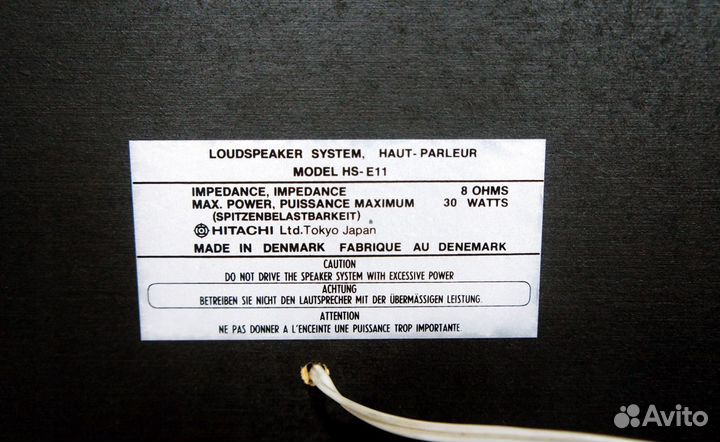 LOUDSPEAKER SYSTEM, HAUT-PARLEUR
MODEL HS-E11
IMPEDANCE, IMPEDANCE 8 OHMS
MAX. POWER, PUISSANCE MAXIMUM 30 WATTS
(SPITZENBELASTBARKEIT)
HITACHI Ltd. Tokyo Japan
MADE IN DENMARK FABRIQUE AU DENEMARK
CAUTION
DO NOT DRIVE THE SPEAKER SYSTEM WITH EXCESSIVE POWER
ACHTUNG
BETREIBEN SIE NICHT DEN LAUTSPRECHER MIT DER ÜBERMÄSSIGEN LEISTUNG.
ATTENTION
NE PAS DONNER A L'ENCEINTE UNE PUISSANCE TROP IMPORTANTE.
Avito